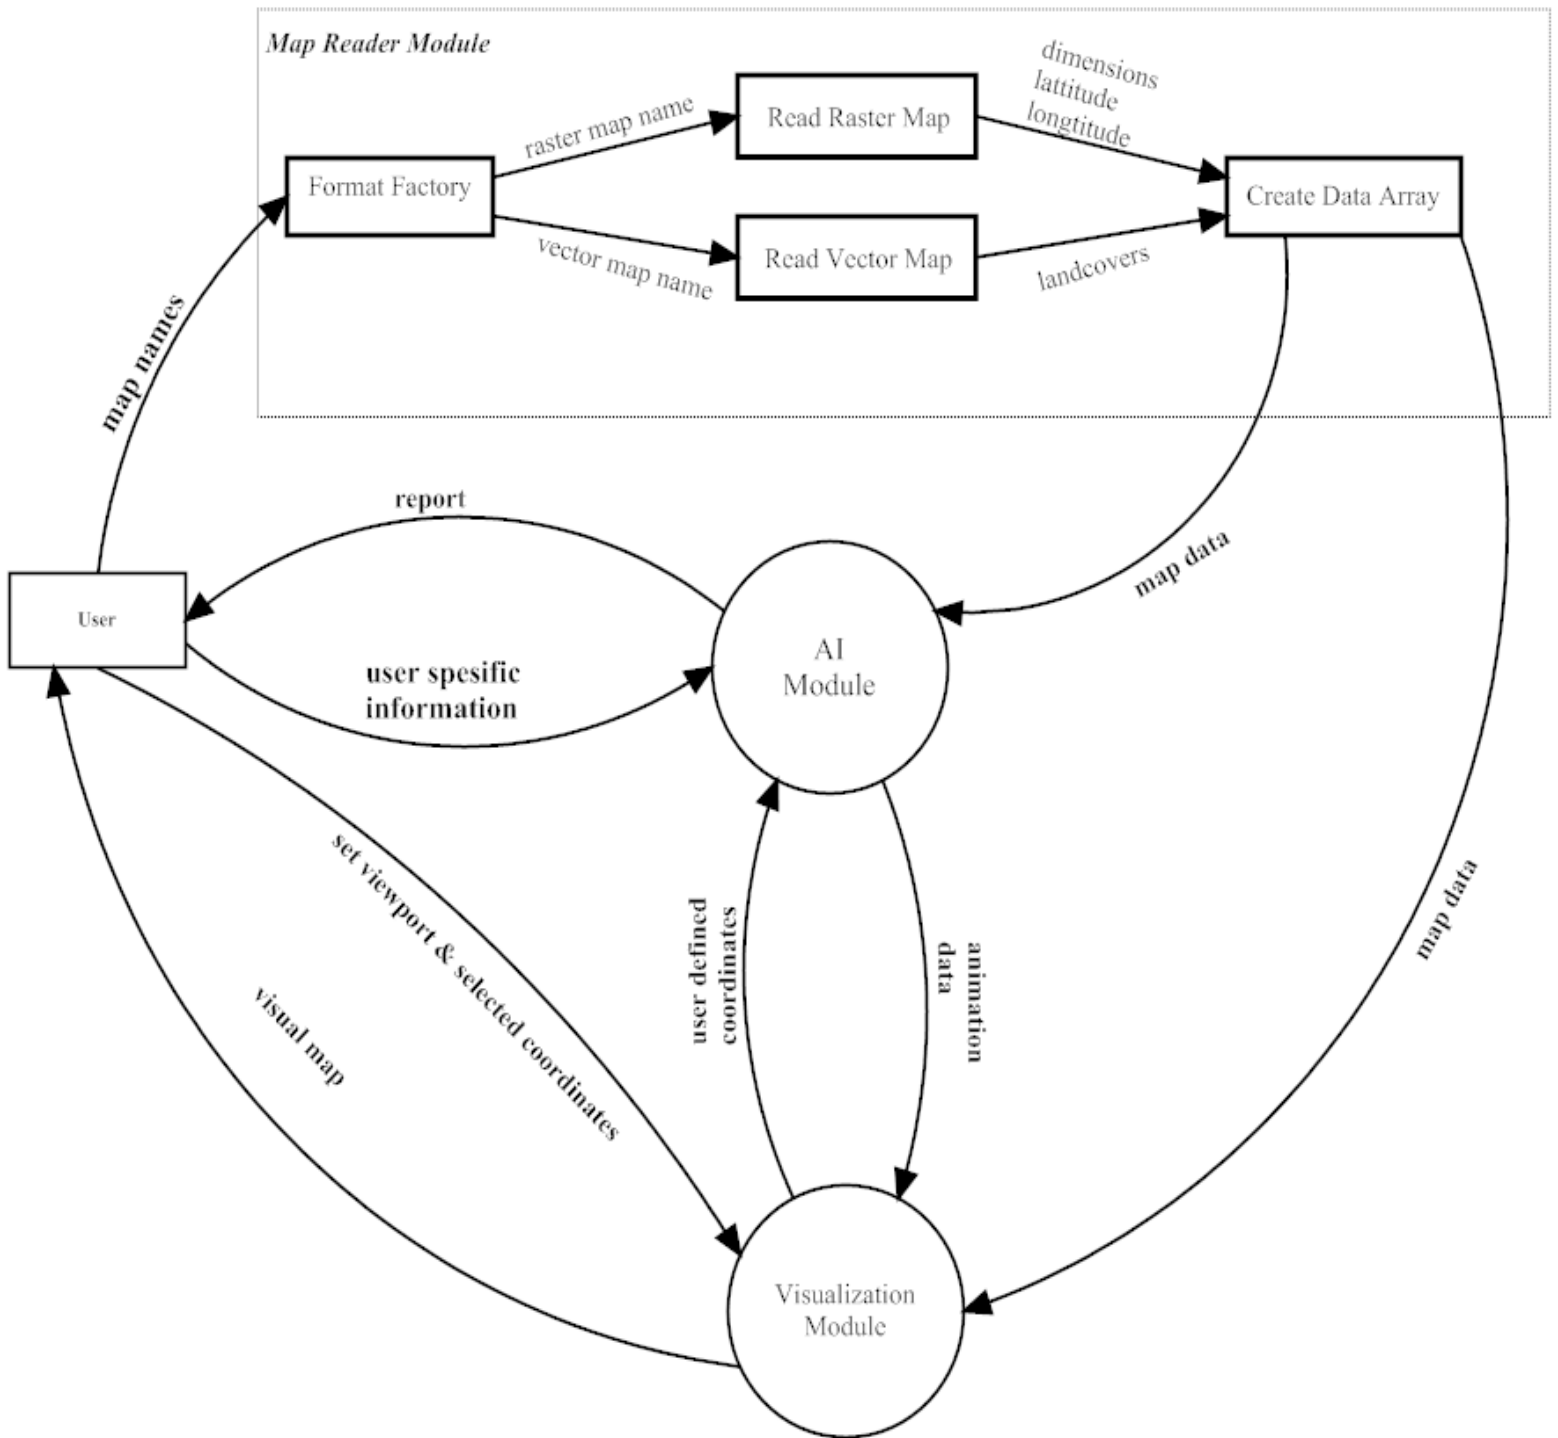 Map Reader Module
dimensions
lattitude
longtitude
raster map name
Read Raster Map
Format Factory
Create Data Array
vector map name
Read Vector Map
landcovers
map names
report
map data
User
AI
Module
user spesific
information
set viewport & selected coordinates
user defined
coordinates
animation
data
map data
visual map
Visualization
Module